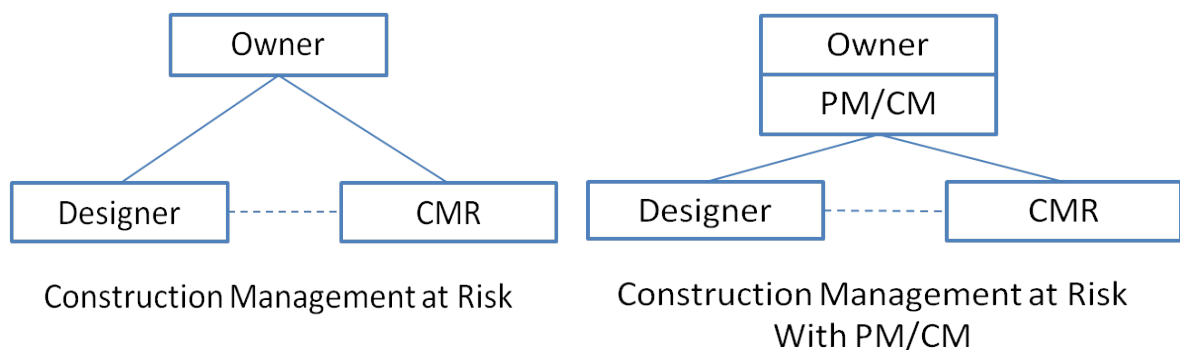 Owner
Designer
CMR
Construction Management at Risk
Owner
PM/CM
Designer
CMR
Construction Management at Risk
With PM/CM